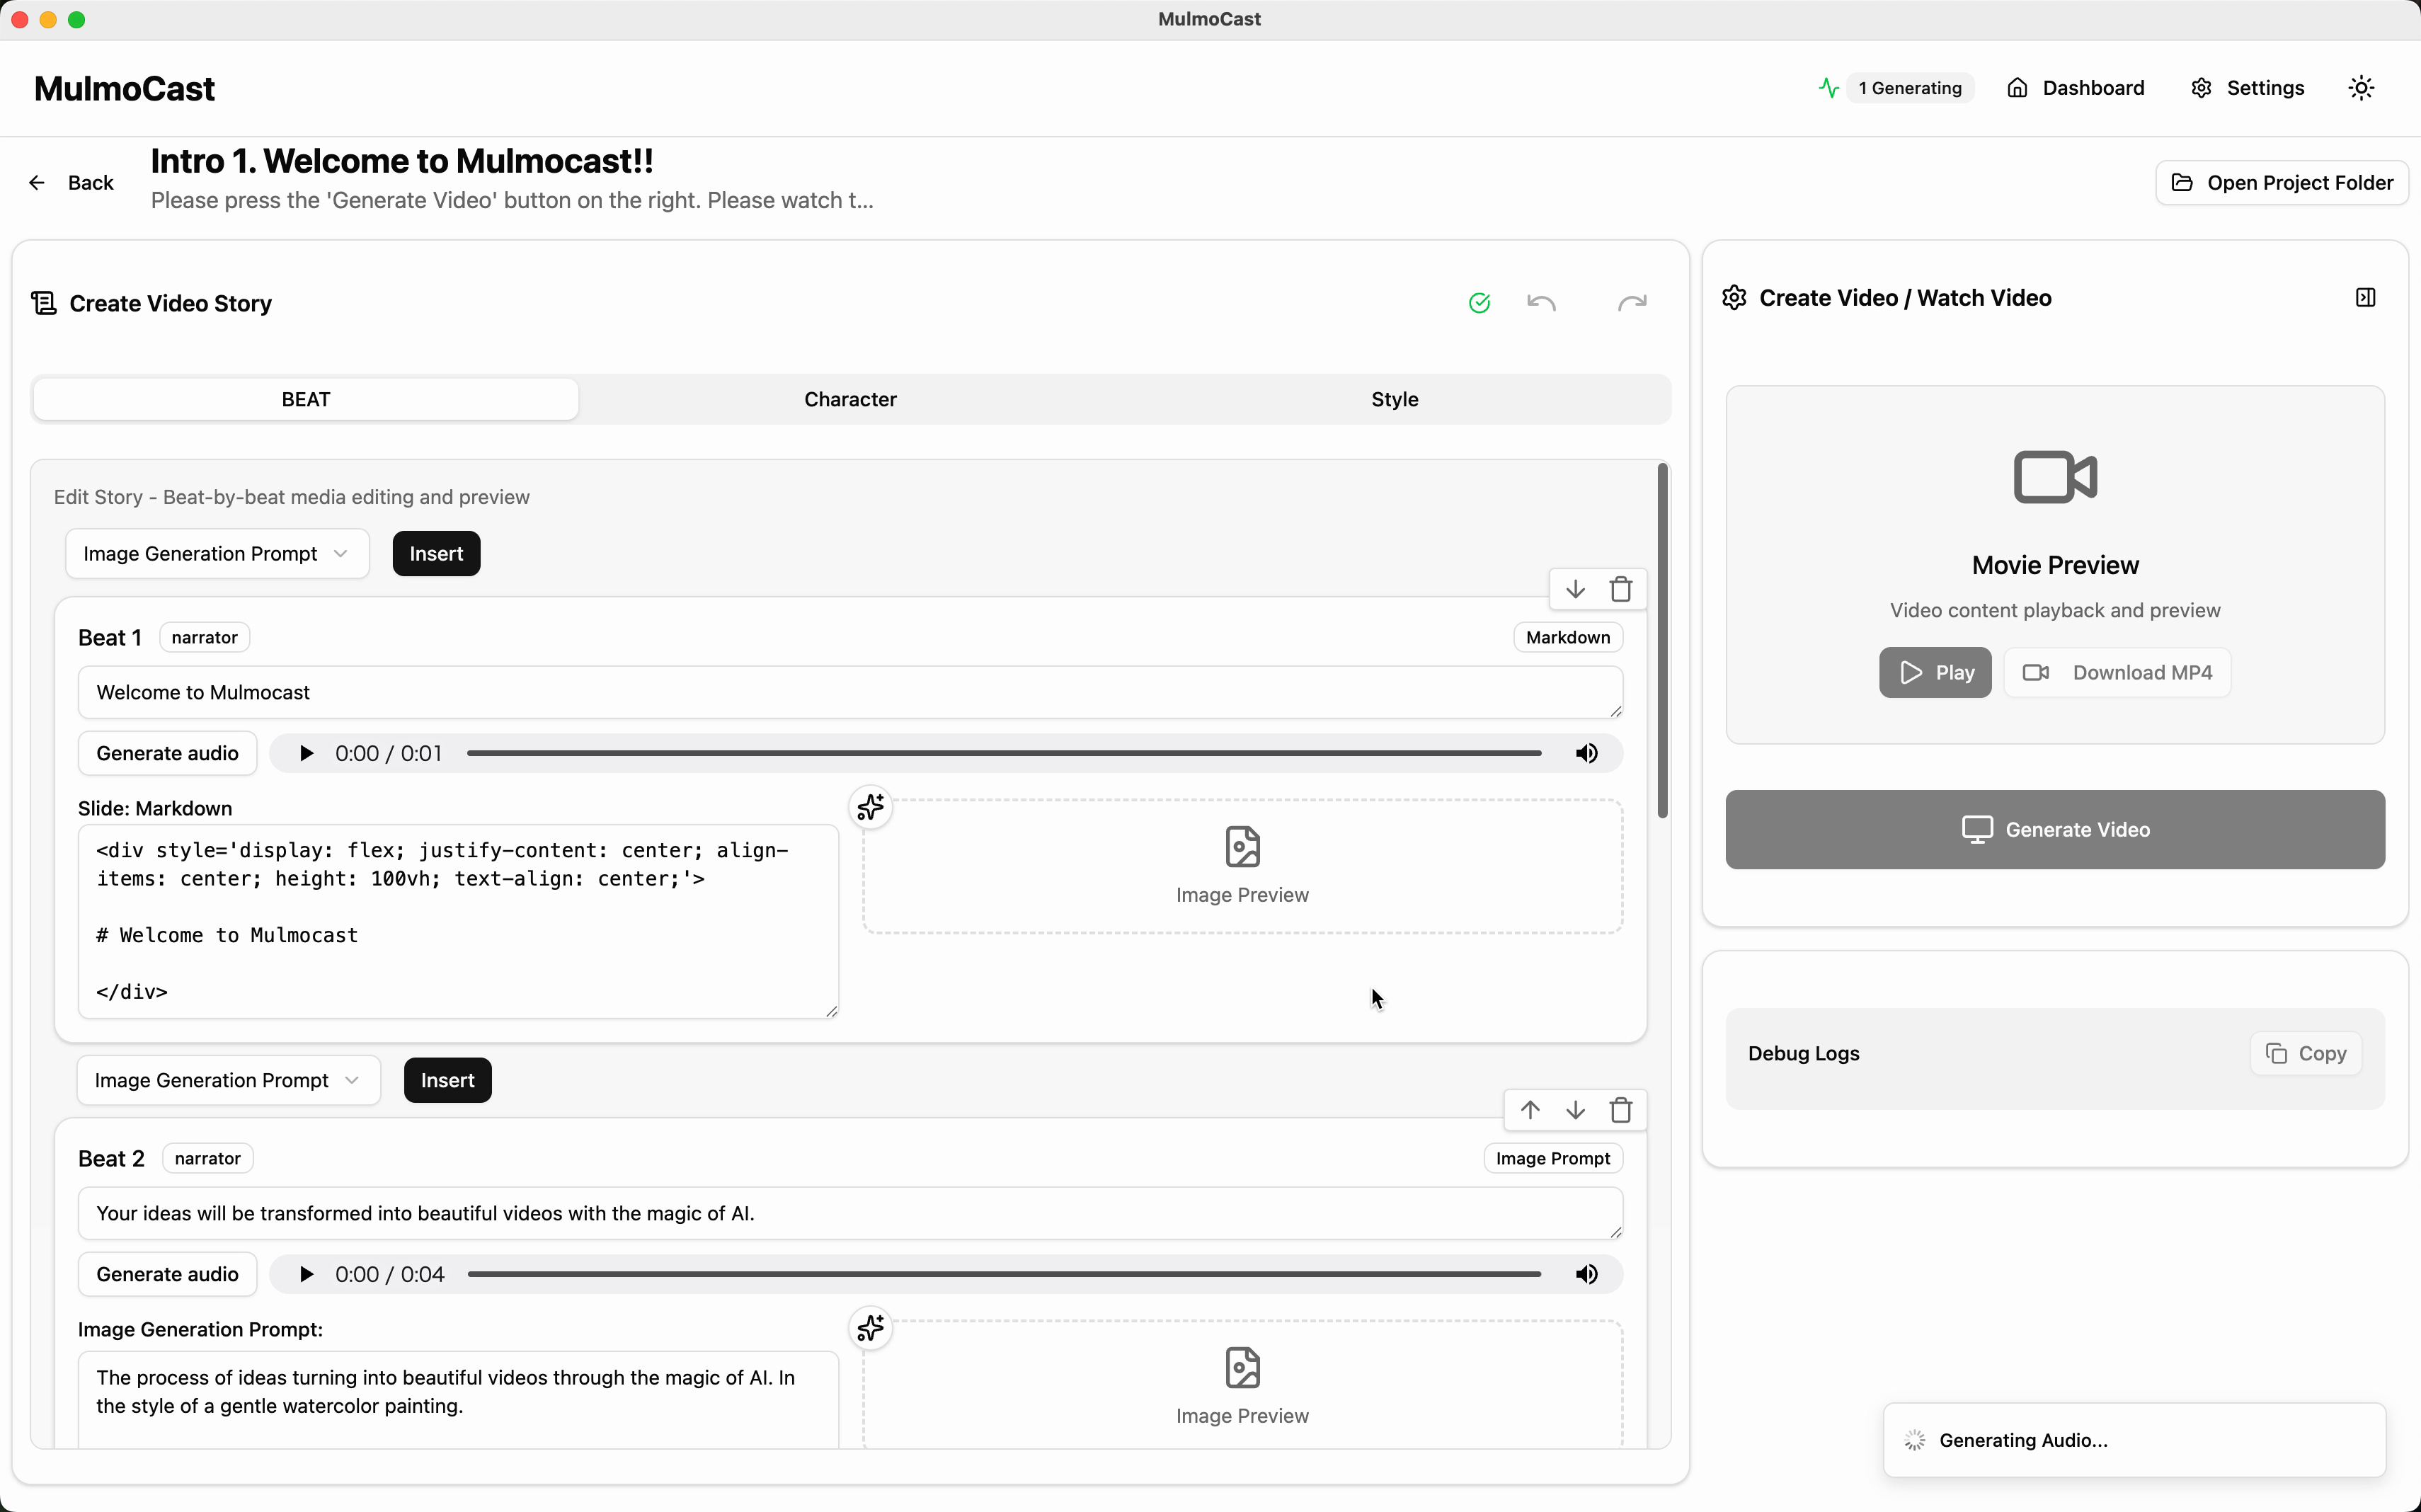 MulmoCast
MulmoCast
1 Generating
Dashboard
Settings
Back
Intro 1. Welcome to Mulmocast!!
Please press the 'Generate Video' button on the right. Please watch t...
Open Project Folder
Create Video Story
BEAT
Character
Style
Edit Story - Beat-by-beat media editing and preview
Image Generation Prompt
Insert
Beat 1
narrator
Markdown
Welcome to Mulmocast
Generate audio
0:00 / 0:01
Slide: Markdown
<div style='display: flex; justify-content: center; align-
items: center; height: 100vh; text-align: center;'>
# Welcome to Mulmocast
</div>
Image Preview
Image Generation Prompt
Insert
Beat 2
narrator
Image Prompt
Your ideas will be transformed into beautiful videos with the magic of AI.
Generate audio
0:00 / 0:04
Image Generation Prompt:
The process of ideas turning into beautiful videos through the magic of AI. In
the style of a gentle watercolor painting.
Image Preview
Create Video / Watch Video
Movie Preview
Video content playback and preview
Play
Download MP4
Generate Video
Debug Logs
Copy
Generating Audio...